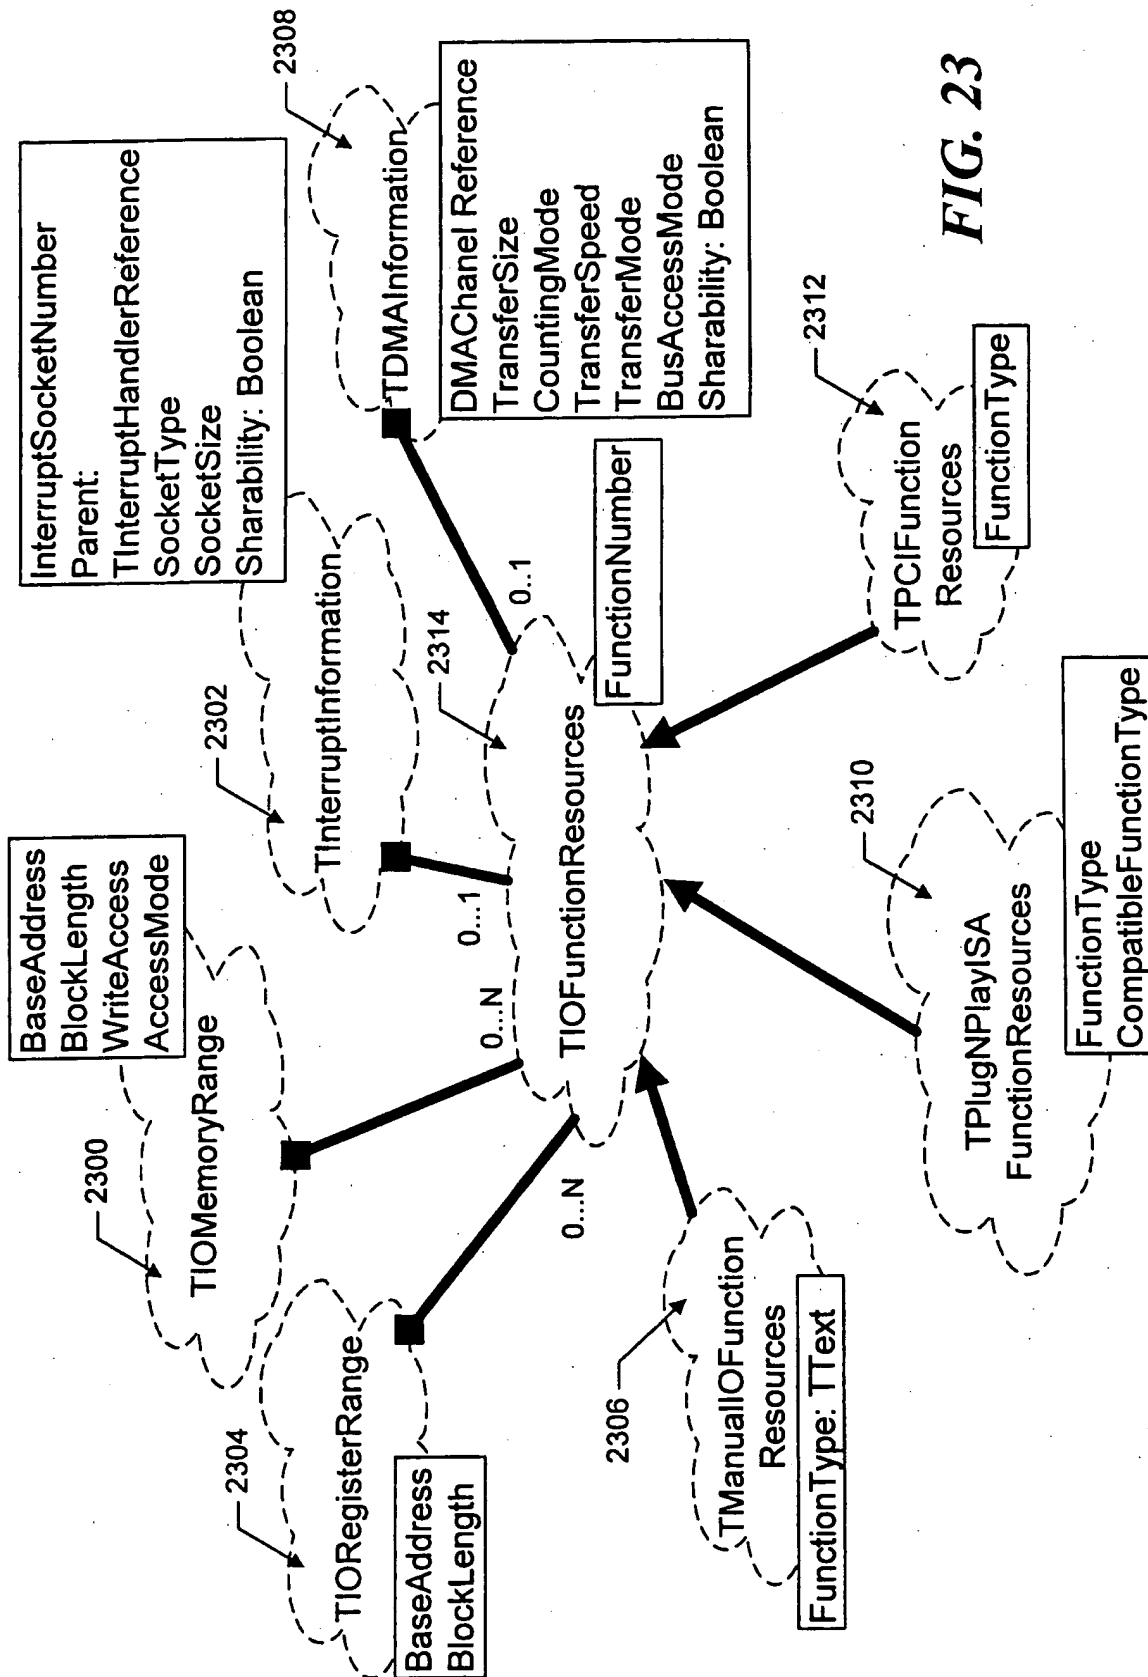 2304
TIORegisterRange
BaseAddress
BlockLength
2300
TIOMemoryRange
BaseAddress
BlockLength
WriteAccess
AccessMode
2302
TInterruptInformation
InterruptSocketNumber
Parent:
TInterruptHandlerReference
SocketType
SocketSize
Sharability: Boolean
2308
TDMAInformation
DMAChanel Reference
TransferSize
CountingMode
TransferSpeed
TransferMode
BusAccessMode
Sharability: Boolean
0...N
0...N
0...1
0..1
2314
TIOFunctionResources
FunctionNumber
2306
TManualIOFunction
Resources
FunctionType: TText
2310
TPlugNPlayISA
FunctionResources
FunctionType
CompatibleFunctionType
2312
TPCIFunction
Resources
FunctionType
FIG. 23